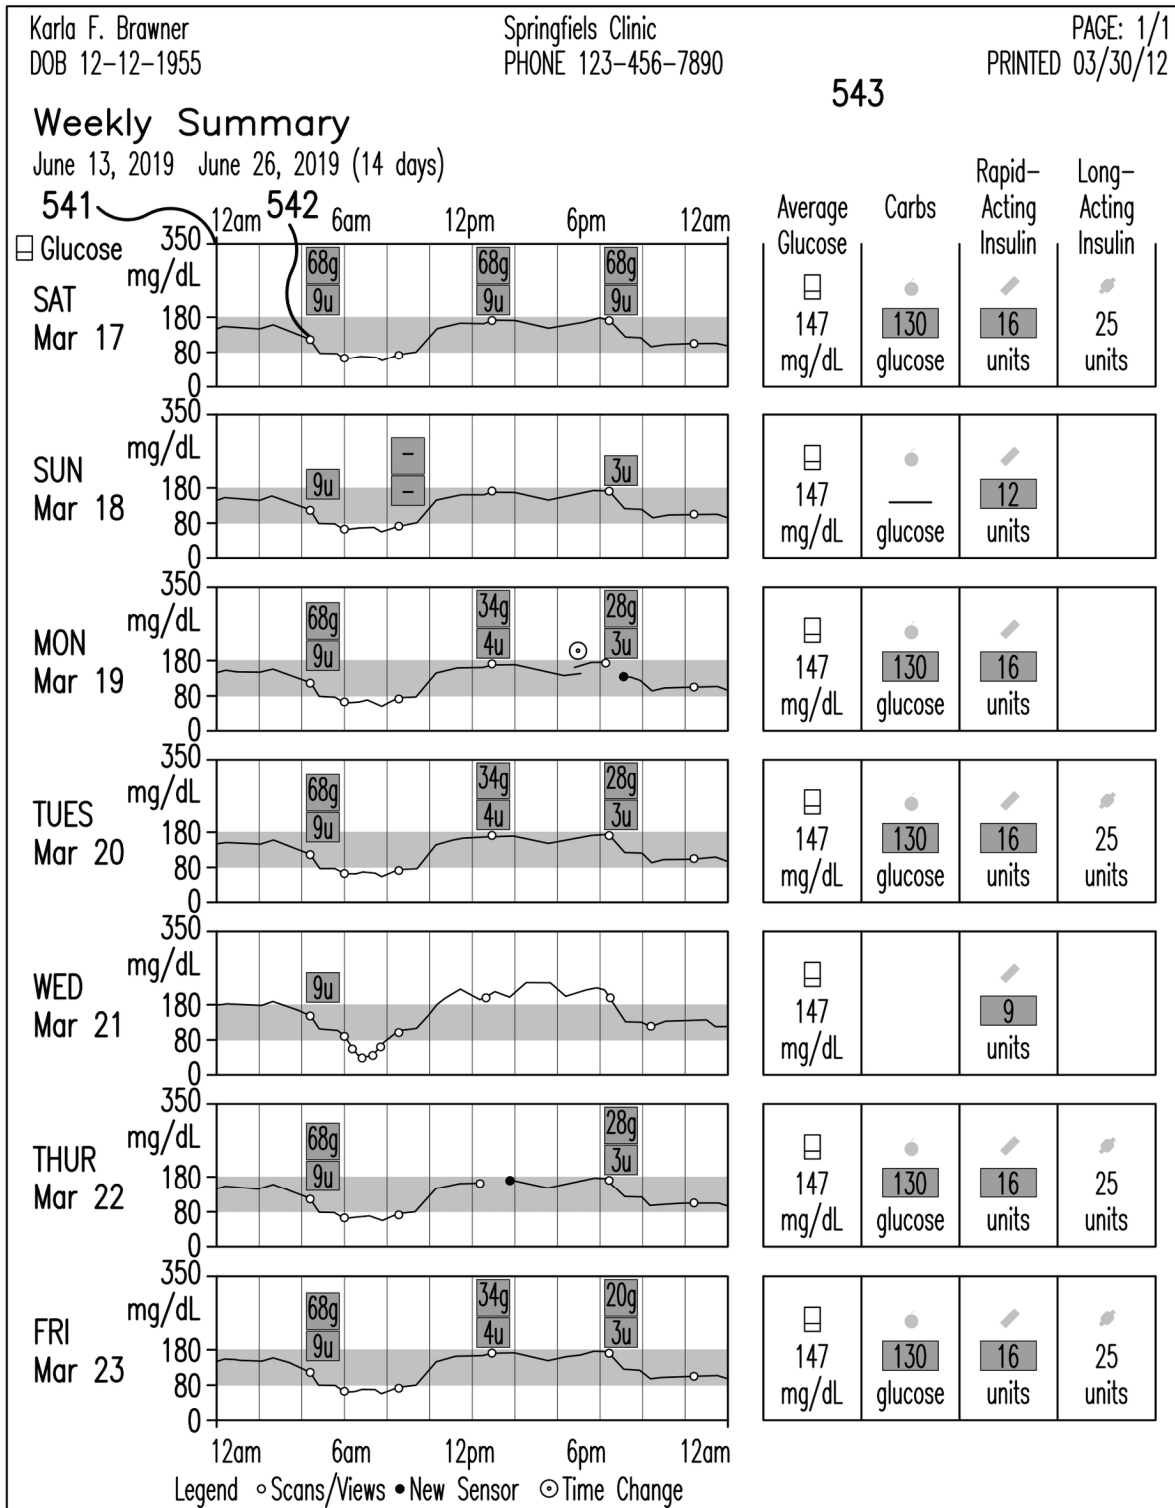 Karla F. Brawner Springfiels Clinic PAGE: 1/1
DOB 12-12-1955 PHONE 123-456-7890 PRINTED 03/30/12
543
Weekly Summary
June 13, 2019 June 26, 2019 (14 days)
541 542
12am 6am 12pm 6pm 12am
Average Glucose Carbs Rapid-Acting Insulin Long-Acting Insulin
Glucose
SAT
Mar 17
350
mg/dL
180
80
0
68g 68g 68g
9u 9u 9u
147 130 16 25
mg/dL glucose units units
SUN
Mar 18
350
mg/dL
180
80
0
-
9u - 3u
147 — 12
mg/dL glucose units
MON
Mar 19
350
mg/dL
180
80
0
68g 34g 28g
9u 4u 3u
147 130 16
mg/dL glucose units
TUES
Mar 20
350
mg/dL
180
80
0
68g 34g 28g
9u 4u 3u
147 130 16 25
mg/dL glucose units units
WED
Mar 21
350
mg/dL
180
80
0
9u
147 9
mg/dL units
THUR
Mar 22
350
mg/dL
180
80
0
68g 28g
9u 3u
147 130 16 25
mg/dL glucose units units
FRI
Mar 23
350
mg/dL
180
80
0
68g 34g 20g
9u 4u 3u
147 130 16 25
mg/dL glucose units units
12am 6am 12pm 6pm 12am
Legend Scans/Views New Sensor Time Change